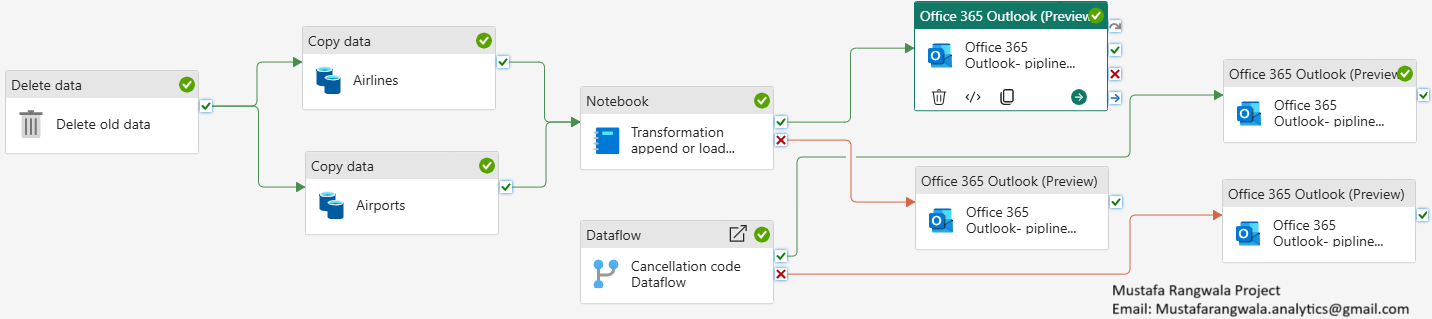 Delete data
Delete old data
Copy data
Airlines
Copy data
Airports
Notebook
Transformation
append or load...
Dataflow
Cancellation code
Dataflow
Office 365 Outlook (Preview)
Office 365
Outlook- pipline...
</>
Office 365 Outlook (Preview)
Office 365
Outlook- pipline...
Office 365 Outlook (Preview)
Office 365
Outlook- pipline...
Office 365 Outlook (Preview)
Office 365
Outlook- pipline...
Mustafa Rangwala Project
Email: Mustafarangwala.analytics@gmail.com